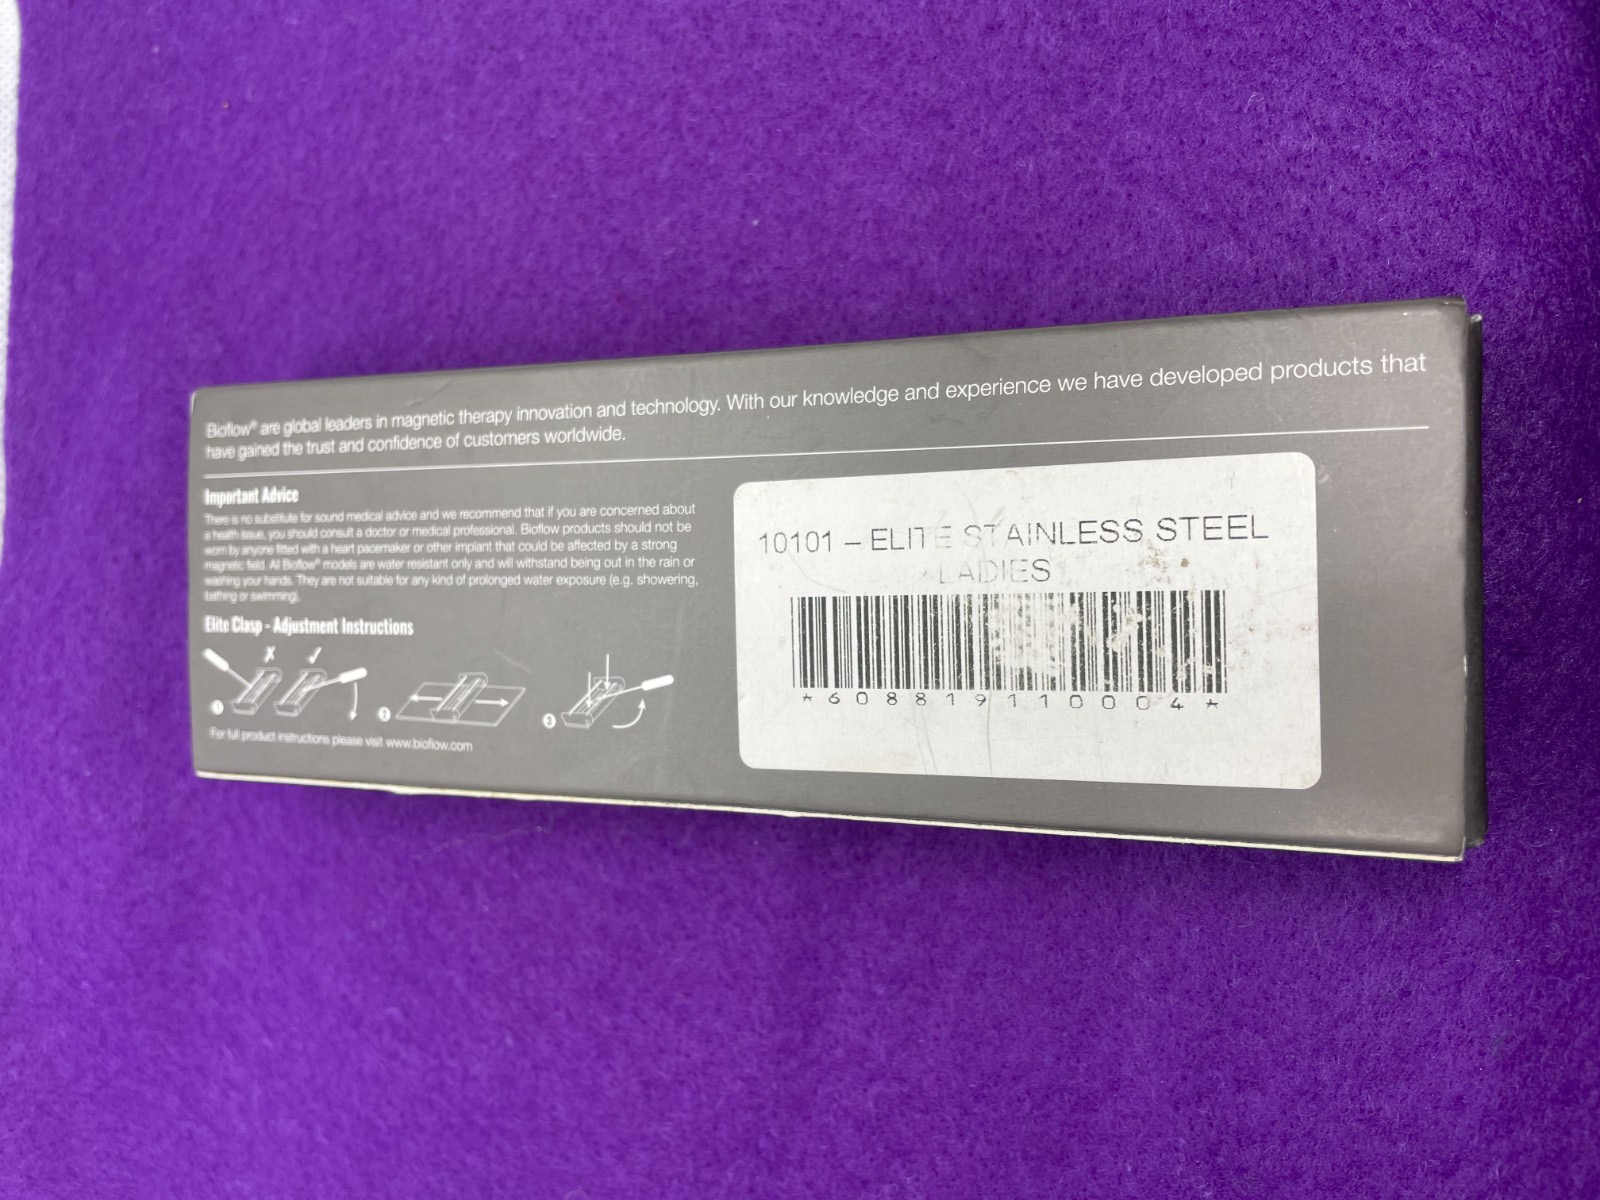 Bioflow® are global leaders in magnetic therapy innovation and technology. With our knowledge and experience we have developed products that
have gained the trust and confidence of customers worldwide.
Important Advice
There is no substitute for sound medical advice and we recommend that if you are concerned about
a health issue, you should consult a doctor or medical professional. Bioflow products should not be
worn by anyone fitted with a heart pacemaker or other implant that could be affected by a strong
magnetic field. All Bioflow® models are water resistant only and will withstand being out in the rain or
washing your hands. They are not suitable for any kind of prolonged water exposure (e.g. showering,
bathing or swimming).
Elite Clasp - Adjustment Instructions
1 2 3
For full product instructions please visit www.bioflow.com
10101 – ELITE STAINLESS STEEL
LADIES
*608819110004*